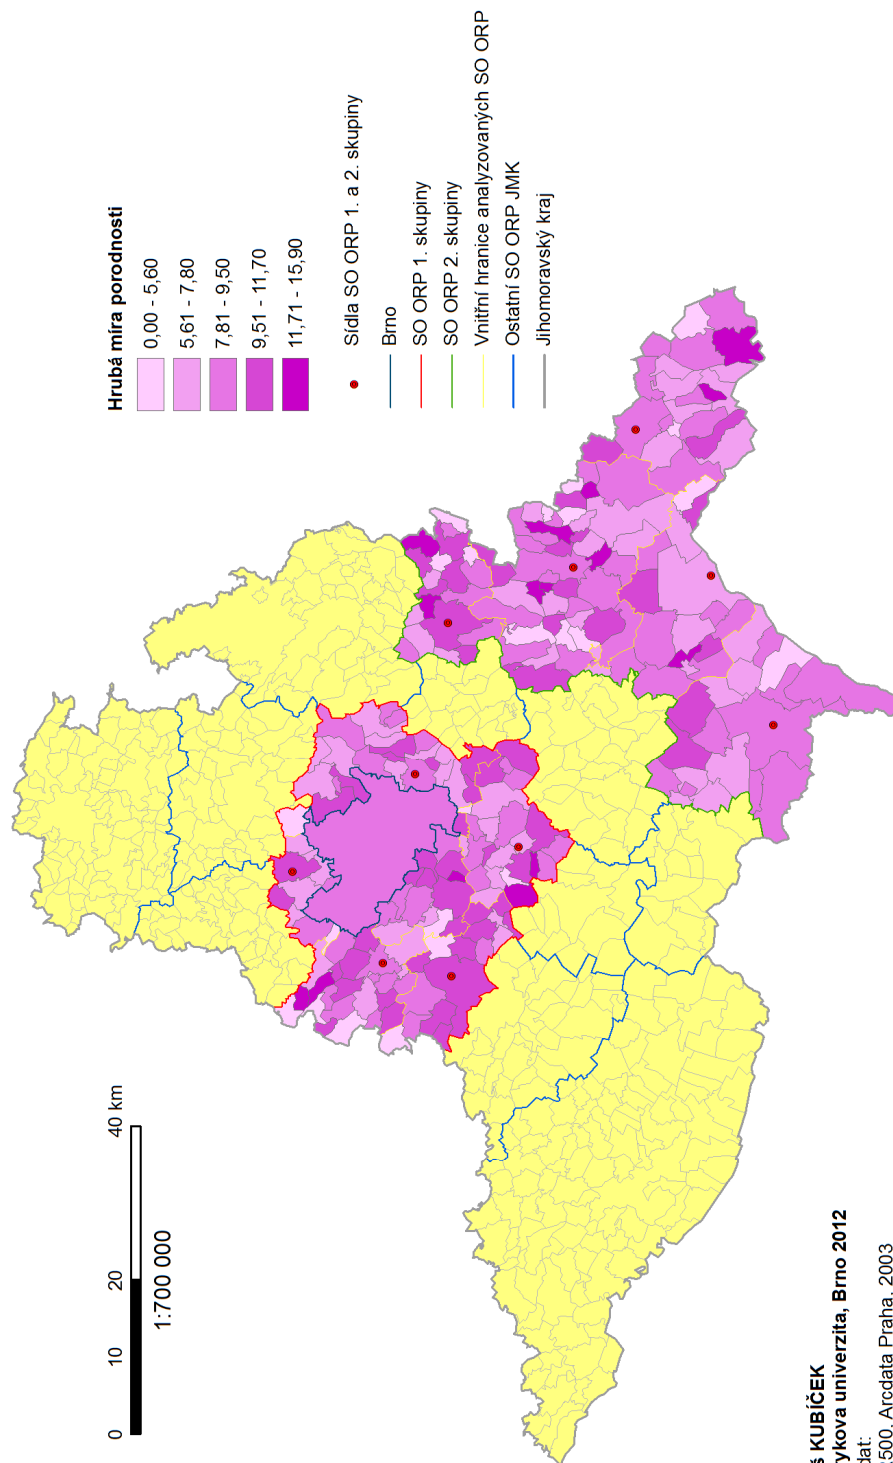 Hrubá míra porodnosti
0,00 - 5,60
5,61 - 7,80
7,81 - 9,50
9,51 - 11,70
11,71 - 15,90
Sídla SO ORP 1. a 2. skupiny
Brno
SO ORP 1. skupiny
SO ORP 2. skupiny
Vnitřní hranice analyzovaných SO ORP
Ostatní SO ORP JMK
Jihomoravský kraj
0 10 20 40 km
1:700 000
KUBÍČEK
univerzita, Brno 2012
Arcdata Praha, 2003